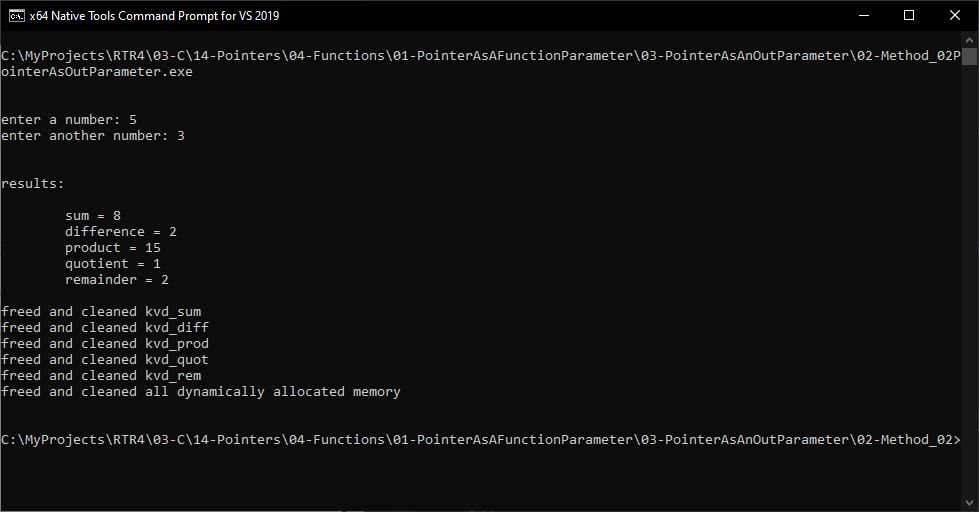 x64 Native Tools Command Prompt for VS 2019
C:\MyProjects\RTR4\03-C\14-Pointers\04-Functions\01-PointerAsAFunctionParameter\03-PointerAsAnOutParameter\02-Method_02P
ointerAsOutParameter.exe
enter a number: 5
enter another number: 3
results:
sum = 8
difference = 2
product = 15
quotient = 1
remainder = 2
freed and cleaned kvd_sum
freed and cleaned kvd_diff
freed and cleaned kvd_prod
freed and cleaned kvd_quot
freed and cleaned kvd_rem
freed and cleaned all dynamically allocated memory
C:\MyProjects\RTR4\03-C\14-Pointers\04-Functions\01-PointerAsAFunctionParameter\03-PointerAsAnOutParameter\02-Method_02>